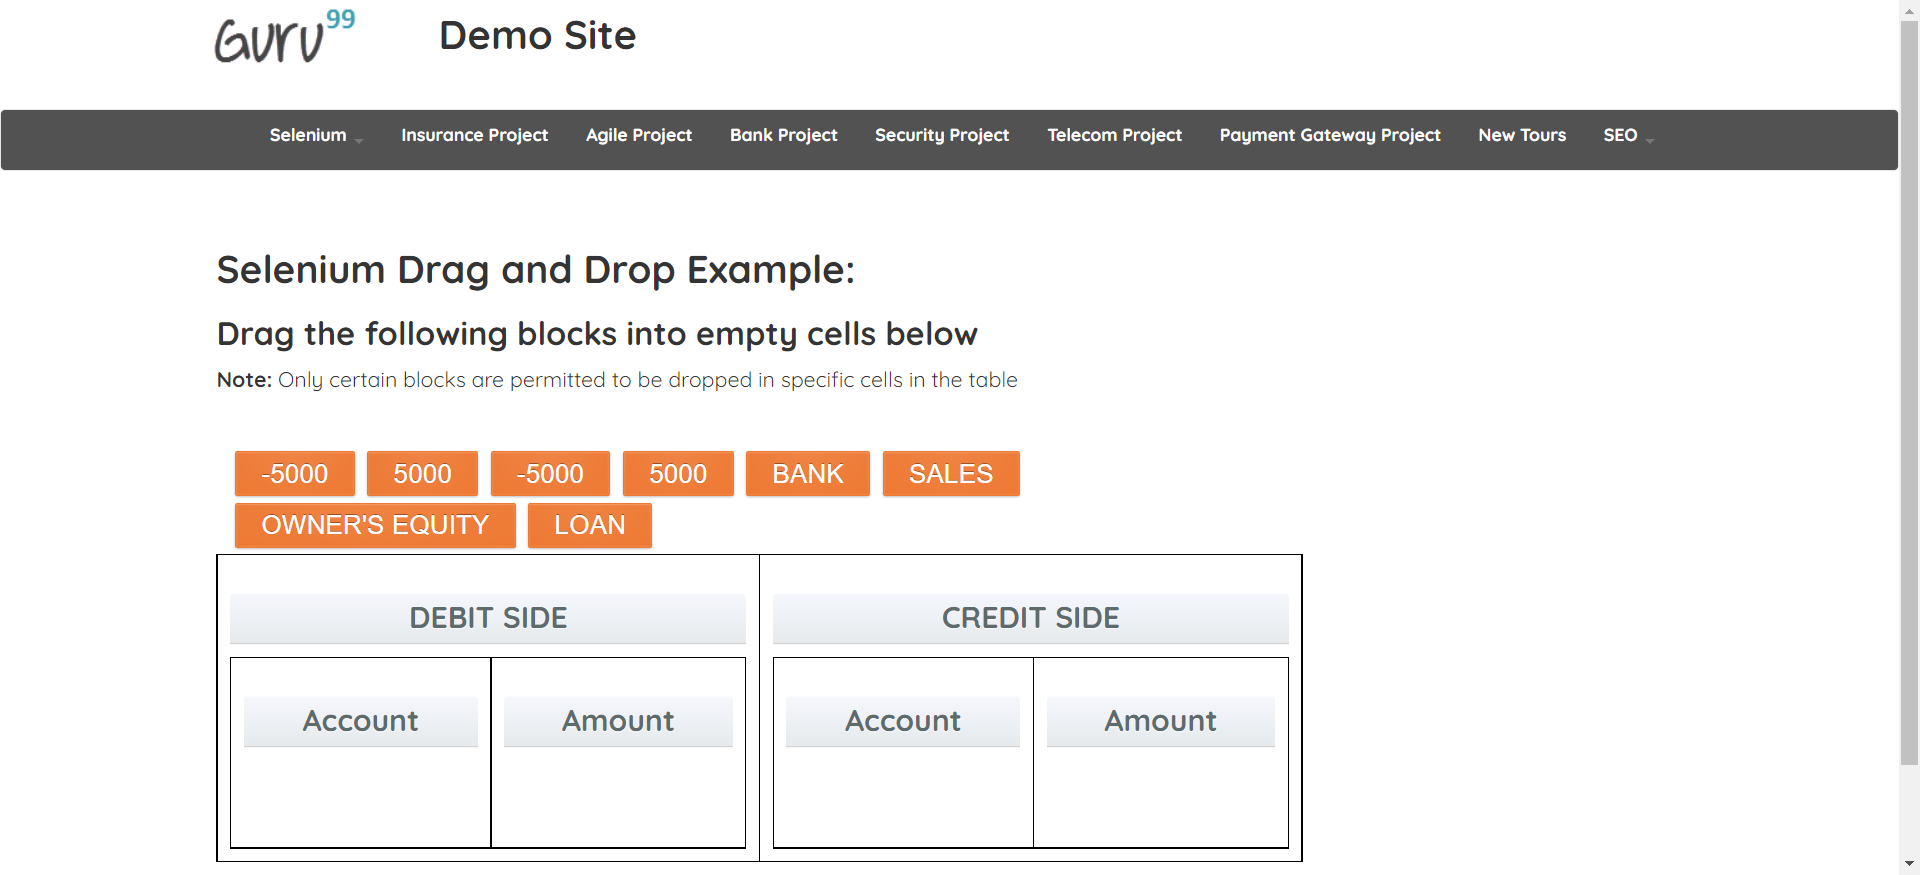 Guru99
Demo Site
Selenium Insurance Project Agile Project Bank Project Security Project Telecom Project Payment Gateway Project New Tours SEO
Selenium Drag and Drop Example:
Drag the following blocks into empty cells below
Note: Only certain blocks are permitted to be dropped in specific cells in the table
-5000 5000 -5000 5000 BANK SALES
OWNER'S EQUITY LOAN
DEBIT SIDE CREDIT SIDE
Account Amount Account Amount